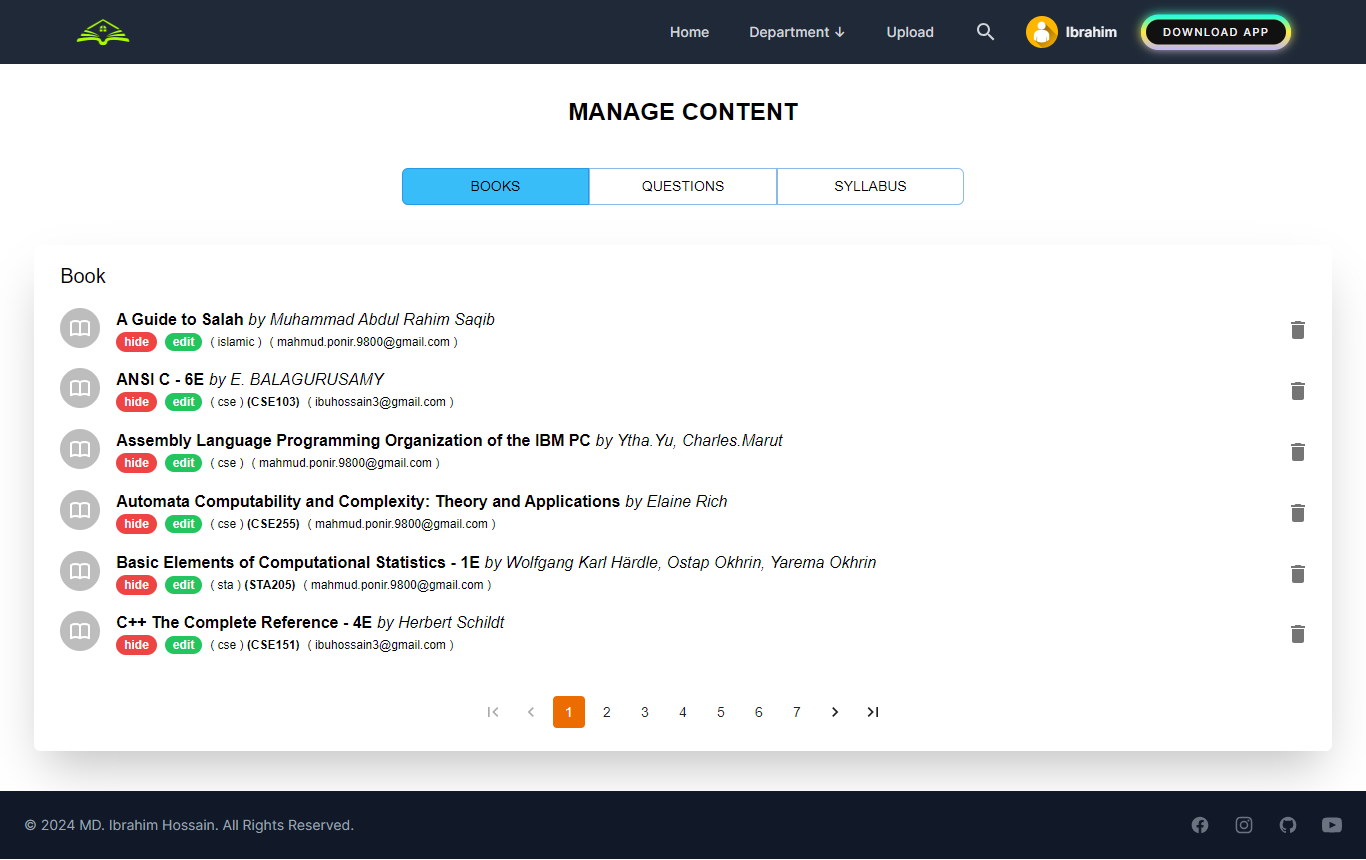 Home Department ↓ Upload Ibrahim DOWNLOAD APP
MANAGE CONTENT
BOOKS QUESTIONS SYLLABUS
Book
A Guide to Salah by Muhammad Abdul Rahim Saqib
hide edit ( islamic ) ( mahmud.ponir.9800@gmail.com )
ANSI C - 6E by E. BALAGURUSAMY
hide edit ( cse ) (CSE103) ( ibuhossain3@gmail.com )
Assembly Language Programming Organization of the IBM PC by Ytha.Yu, Charles.Marut
hide edit ( cse ) ( mahmud.ponir.9800@gmail.com )
Automata Computability and Complexity: Theory and Applications by Elaine Rich
hide edit ( cse ) (CSE255) ( mahmud.ponir.9800@gmail.com )
Basic Elements of Computational Statistics - 1E by Wolfgang Karl Härdle, Ostap Okhrin, Yarema Okhrin
hide edit ( sta ) (STA205) ( mahmud.ponir.9800@gmail.com )
C++ The Complete Reference - 4E by Herbert Schildt
hide edit ( cse ) (CSE151) ( ibuhossain3@gmail.com )
1 2 3 4 5 6 7
© 2024 MD. Ibrahim Hossain. All Rights Reserved.